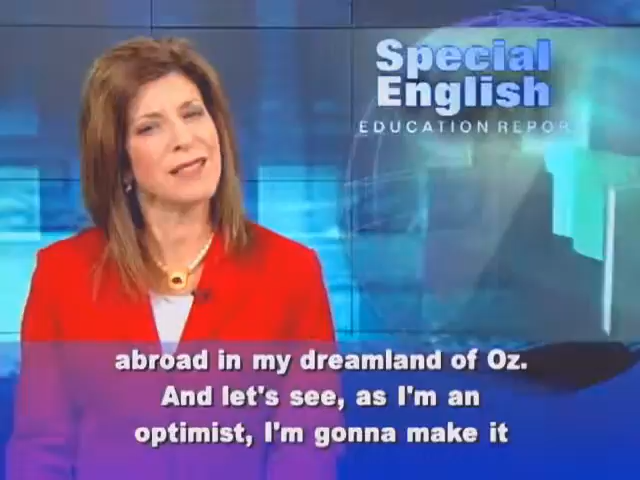 Special
English
EDUCATION REPOR
abroad in my dreamland of Oz.
And let's see, as I'm an
optimist, I'm gonna make it